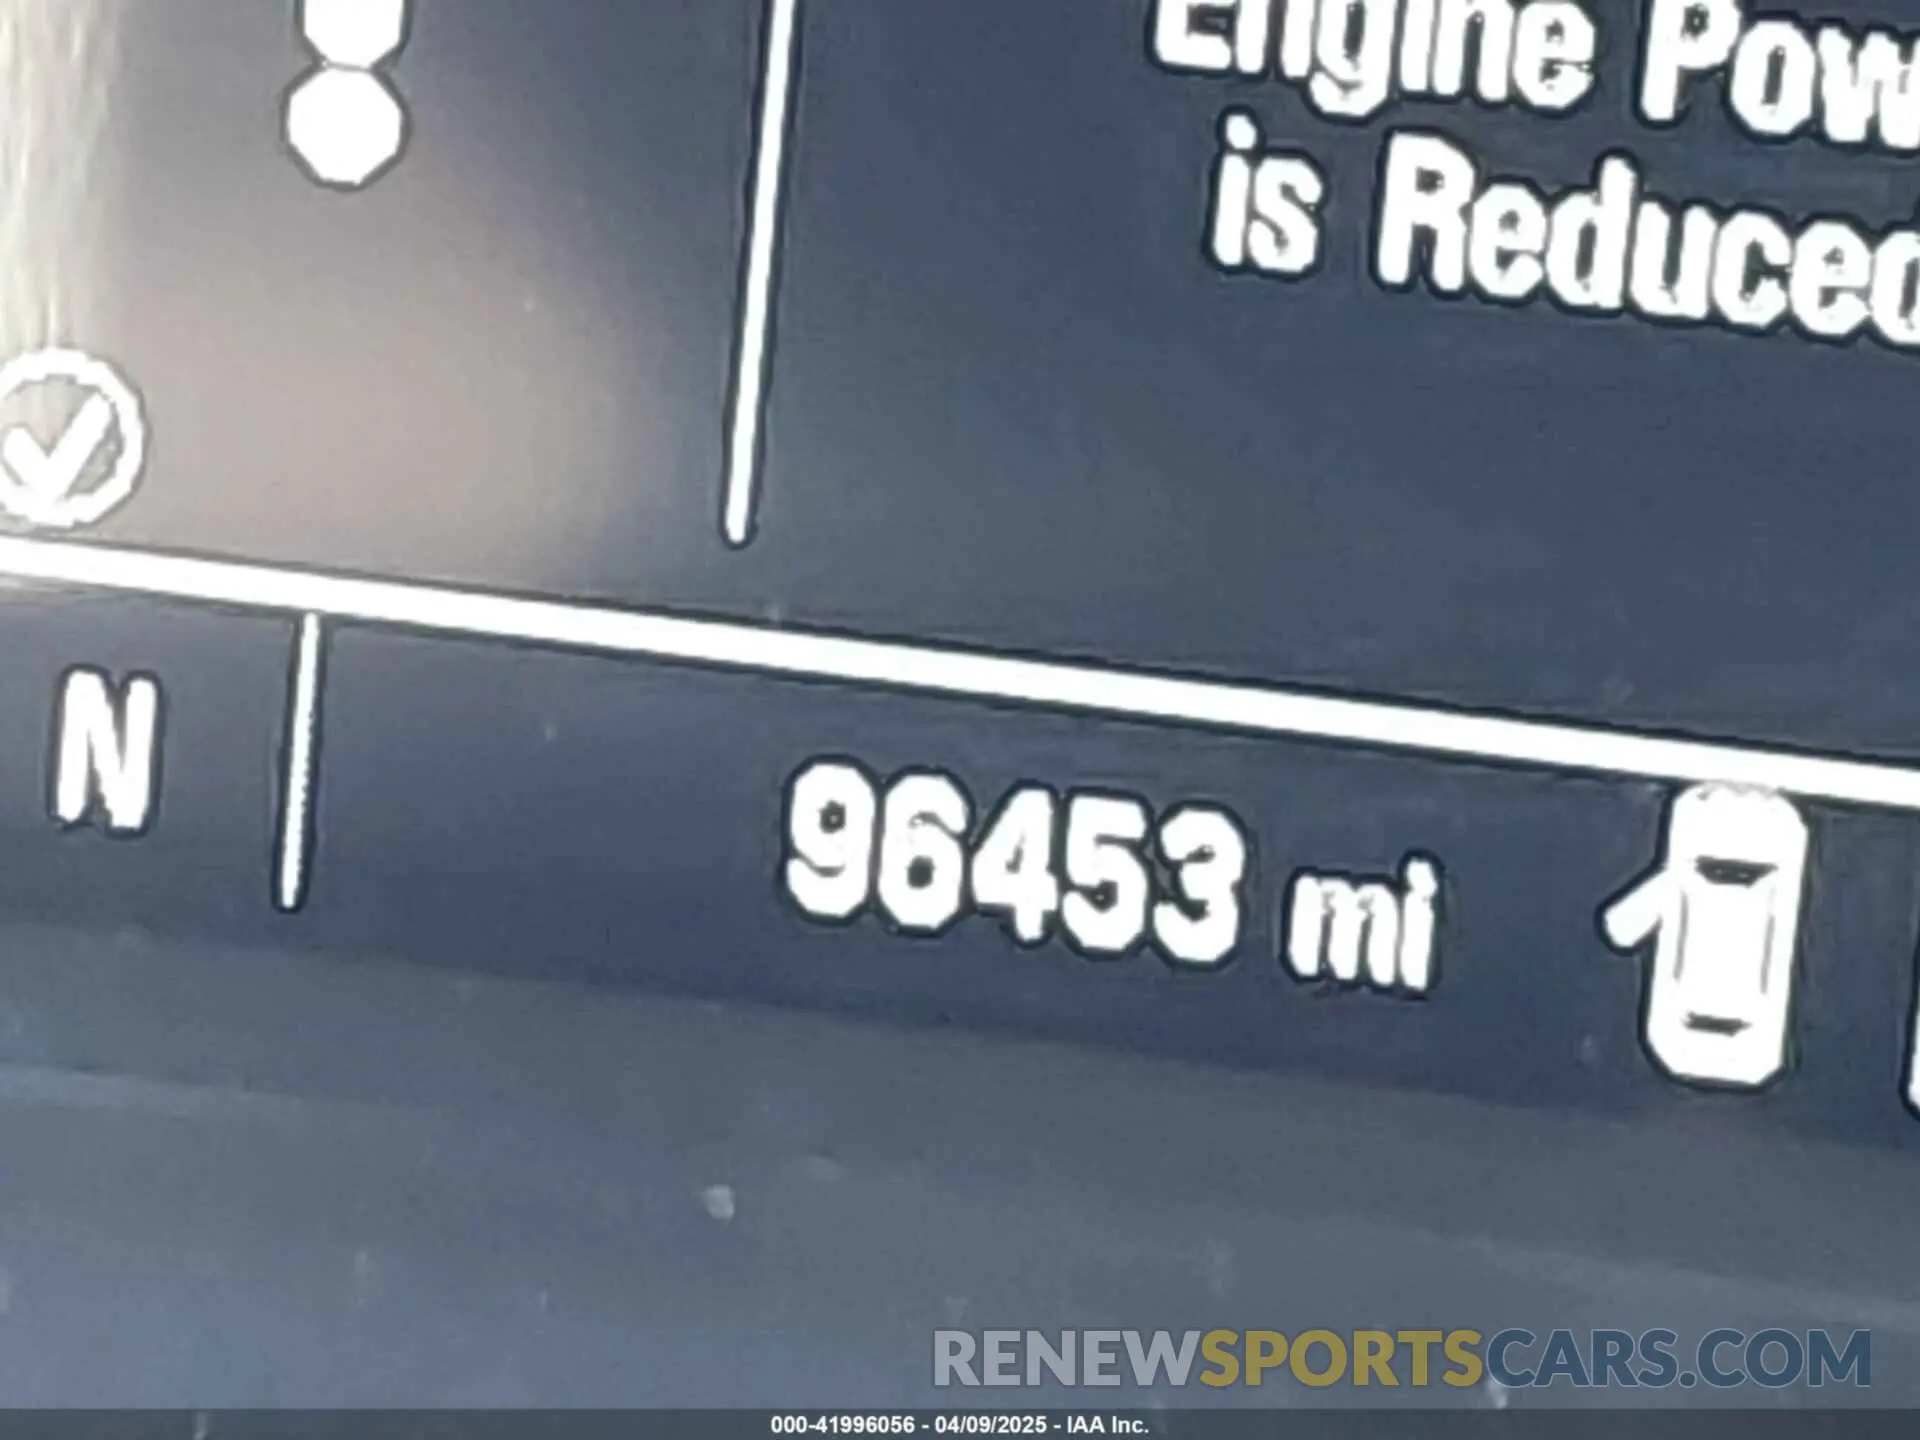 Engine Pow
is Reduced
N
96453 mi
RENEWSPORTSCARS.COM
000-41996056 - 04/09/2025 - IAA Inc.